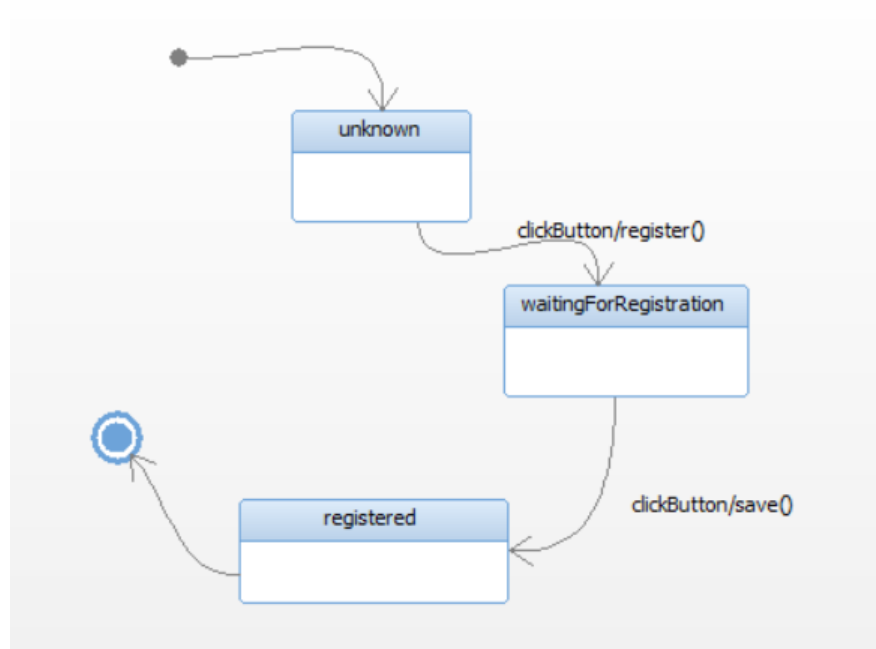 unknown
clickButton/register()
waitingForRegistration
clickButton/save()
registered